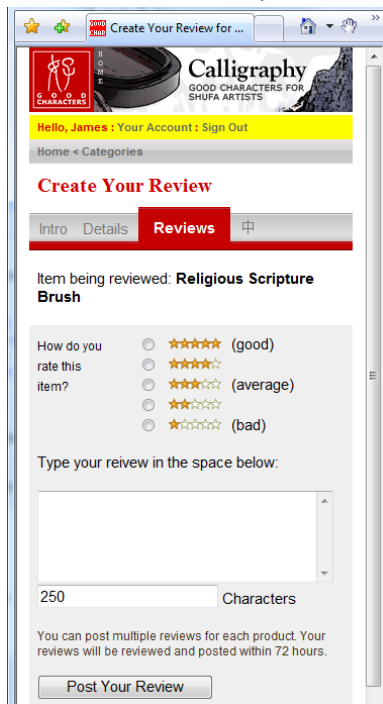 Create Your Review for ...
GOOD
CHAR
H
O
M
E
GOOD
CHARACTERS
Calligraphy
GOOD CHARACTERS FOR
SHUFA ARTISTS
Hello, James : Your Account : Sign Out
Home < Categories
Create Your Review
Intro Details Reviews 中
Item being reviewed: Religious Scripture
Brush
How do you
rate this
item?
(good)
(average)
(bad)
Type your reivew in the space below:
250 Characters
You can post multiple reviews for each product. Your
reviews will be reviewed and posted within 72 hours.
Post Your Review